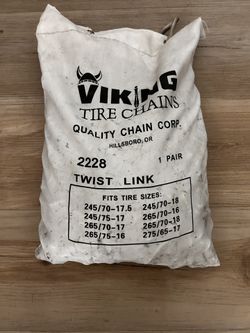 VIKING
TIRE CHAINS
QUALITY CHAIN CORP.
HILLSBORO, OR
2228 1 PAIR
TWIST LINK
FITS TIRE SIZES:
245/70-17.5 245/70-18
245/75-17 265/70-16
265/70-17 265/70-18
265/75-16 275/65-17